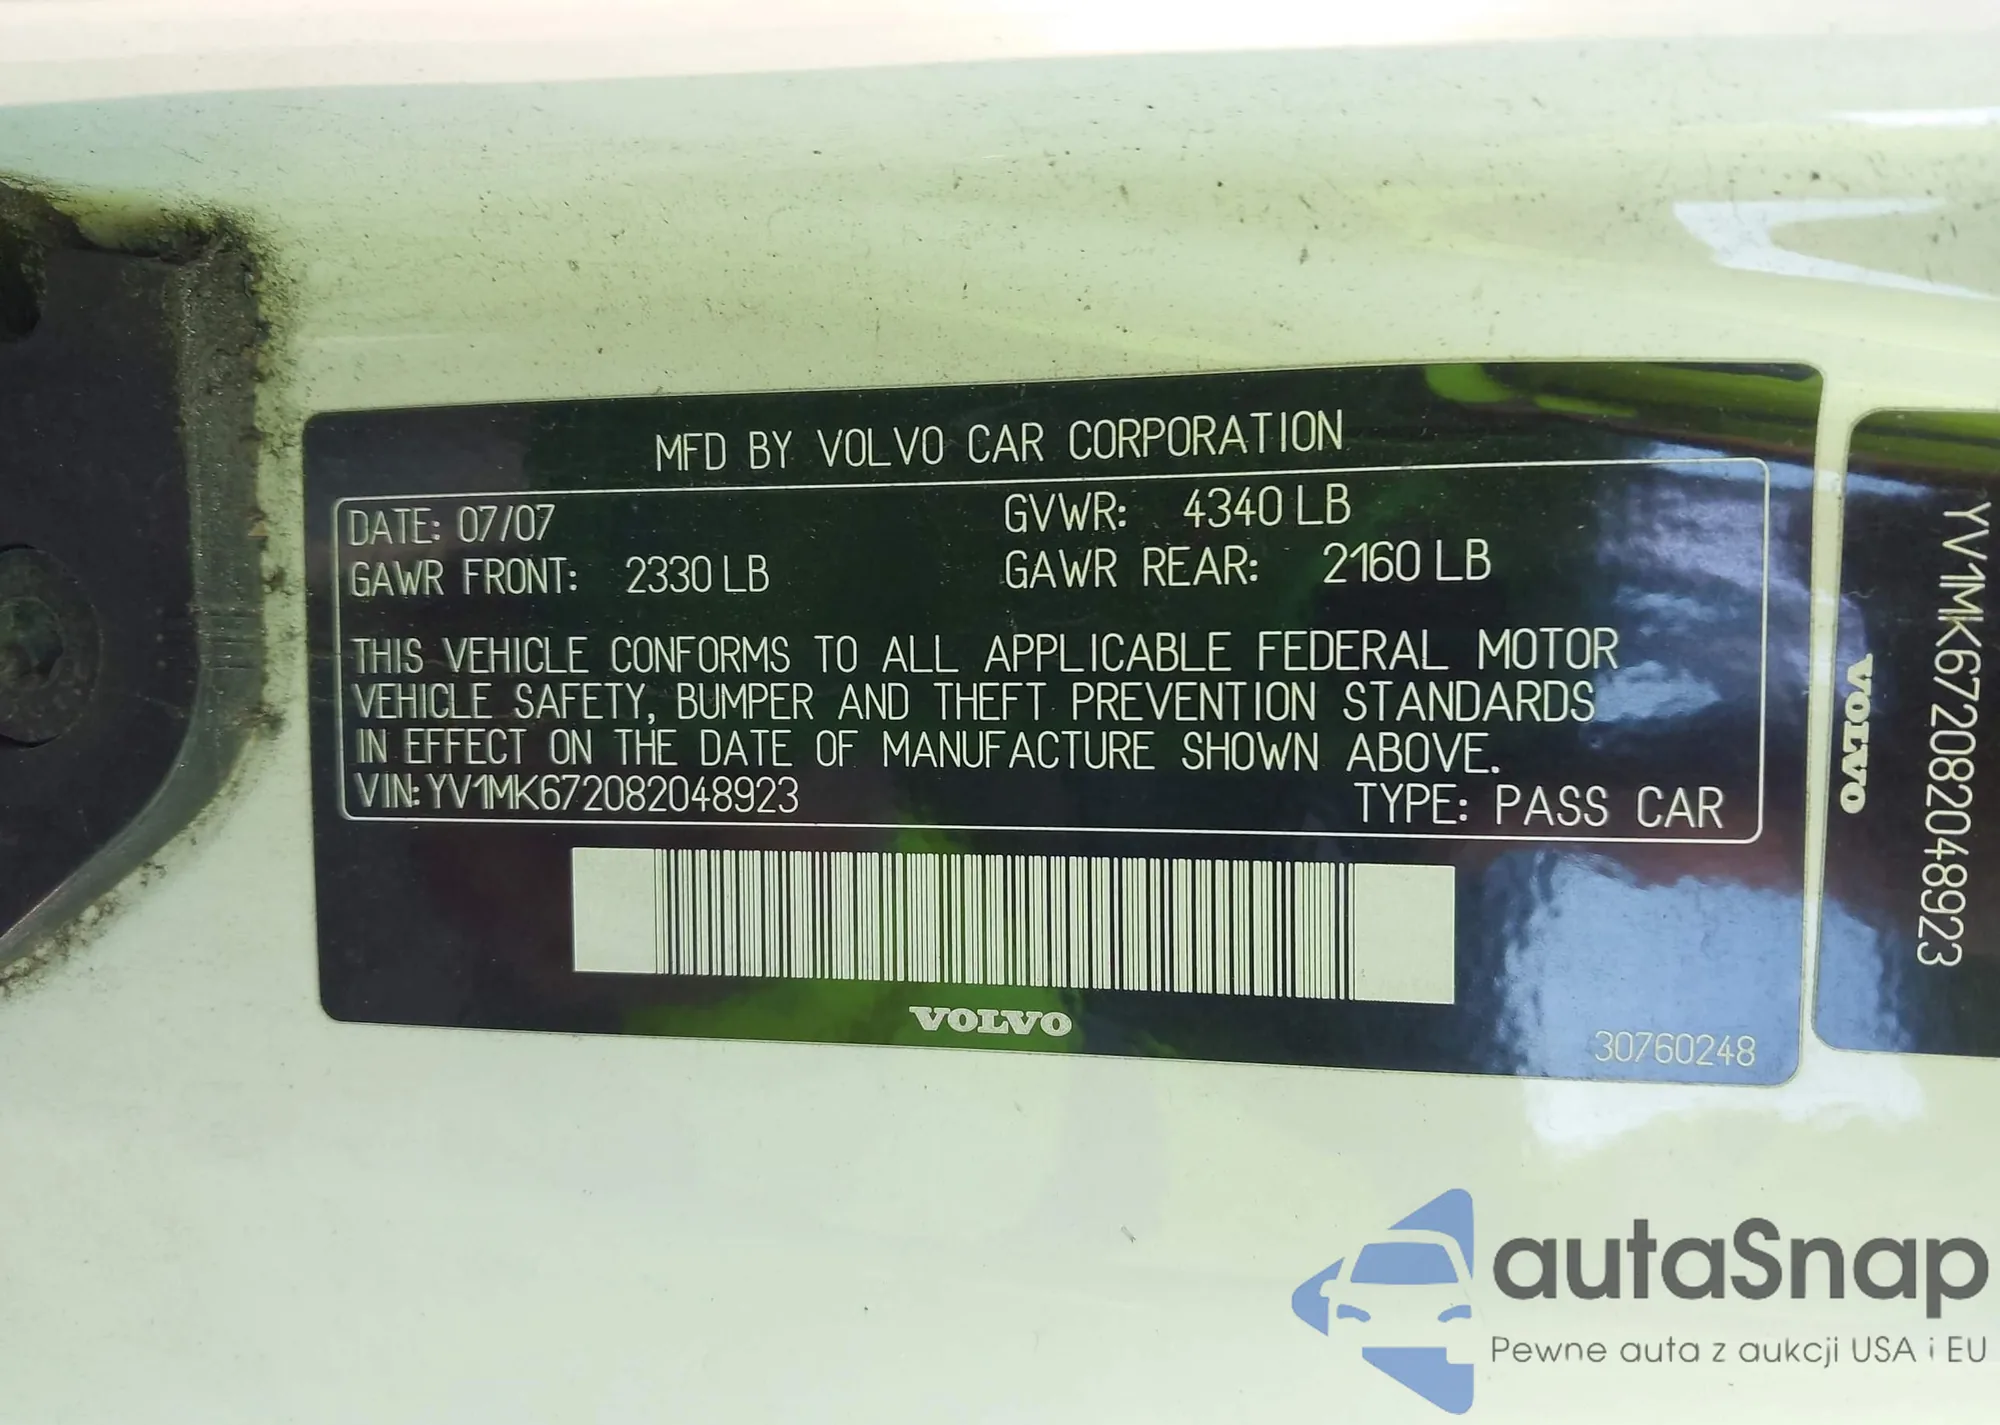 MFD BY VOLVO CAR CORPORATION
DATE: 07/07 GVWR: 4340 LB
GAWR FRONT: 2330 LB GAWR REAR: 2160 LB
THIS VEHICLE CONFORMS TO ALL APPLICABLE FEDERAL MOTOR
VEHICLE SAFETY, BUMPER AND THEFT PREVENTION STANDARDS
IN EFFECT ON THE DATE OF MANUFACTURE SHOWN ABOVE.
VIN: YV1MK672082048923 TYPE: PASS CAR
VOLVO
30760248
YV1MK672082048923
VOLVO
autaSnap
Pewne auta z aukcji USA i EU